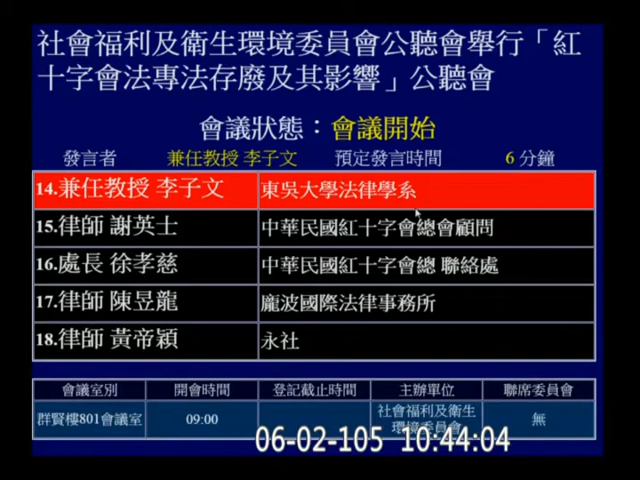 社會福利及衛生環境委員會公聽會舉行「紅
十字會法專法存廢及其影響」公聽會
會議狀態：會議開始
發言者 兼任教授 李子文 預定發言時間 6 分鐘
14.兼任教授 李子文 東吳大學法律學系
15.律師 謝英士 中華民國紅十字會總會顧問
16.處長 徐孝慈 中華民國紅十字會總 聯絡處
17.律師 陳昱龍 龐波國際法律事務所
18.律師 黃帝穎 永社
會議室別 開會時間 登記截止時間 主辦單位 聯席委員會
群賢樓801會議室 09:00 社會福利及衛生 無
環境委員會
06-02-105 10:44:04